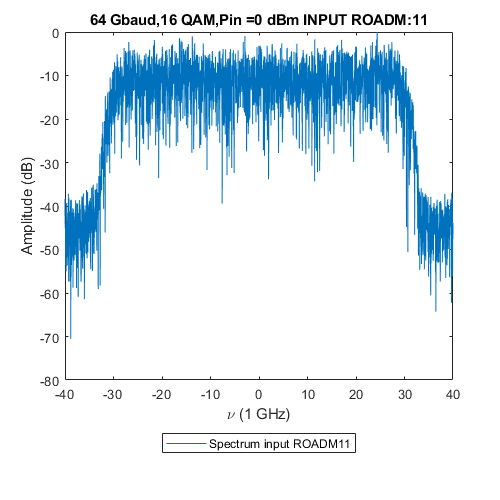 64 Gbaud,16 QAM,Pin =0 dBm INPUT ROADM:11
0
-10
-20
-30
-40
-50
-60
-70
-80
Amplitude (dB)
-40 -30 -20 -10 0 10 20 30 40
ν (1 GHz)
Spectrum input ROADM11